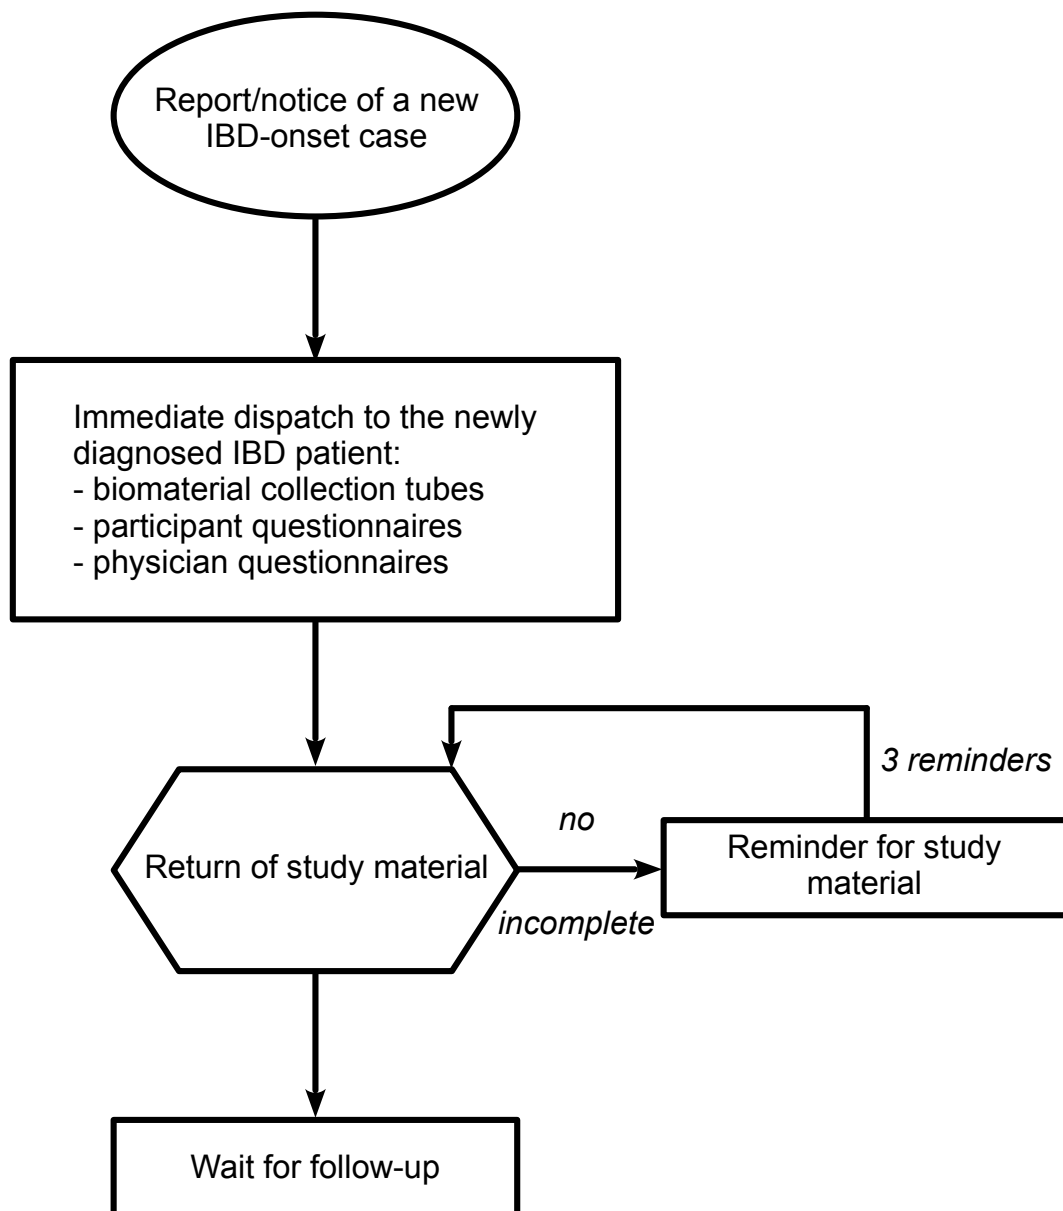 Report/notice of a new
IBD-onset case
Immediate dispatch to the newly
diagnosed IBD patient:
- biomaterial collection tubes
- participant questionnaires
- physician questionnaires
3 reminders
no
Return of study material
Reminder for study
material
incomplete
Wait for follow-up